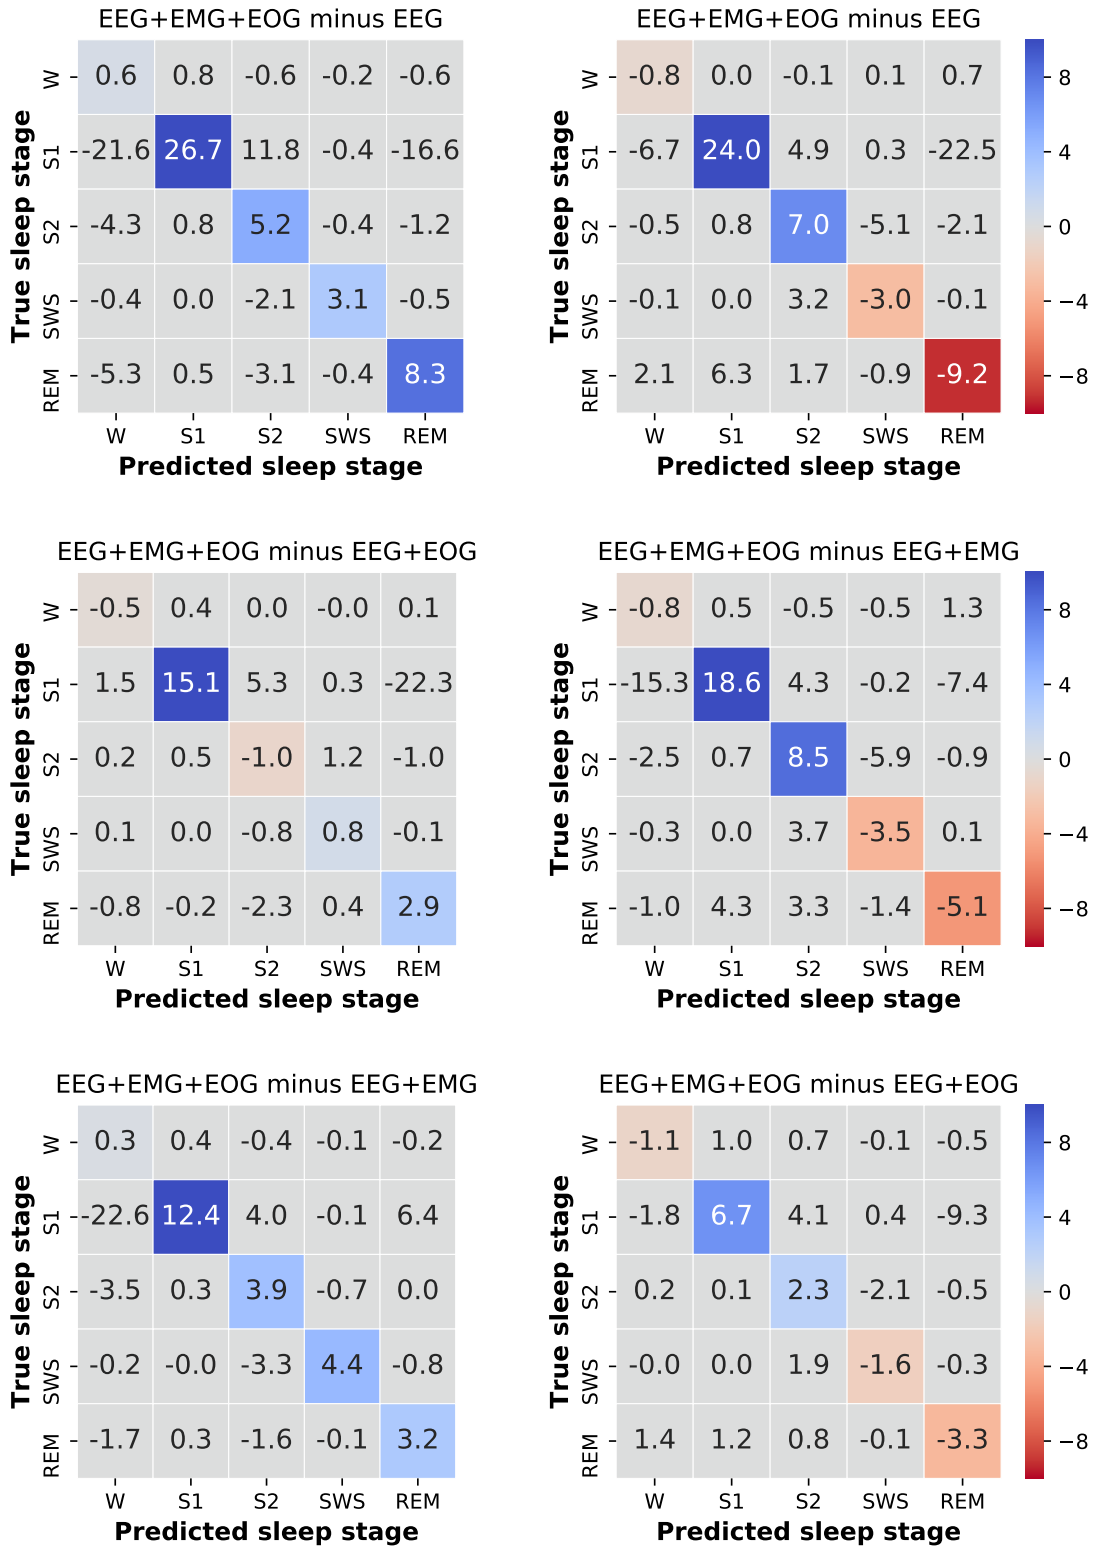 EEG+EMG+EOG minus EEG
W 0.6 0.8 -0.6 -0.2 -0.6
S1 -21.6 26.7 11.8 -0.4 -16.6
S2 -4.3 0.8 5.2 -0.4 -1.2
SWS -0.4 0.0 -2.1 3.1 -0.5
REM -5.3 0.5 -3.1 -0.4 8.3
W S1 S2 SWS REM
True sleep stage
Predicted sleep stage
EEG+EMG+EOG minus EEG
W -0.8 0.0 -0.1 0.1 0.7
S1 -6.7 24.0 4.9 0.3 -22.5
S2 -0.5 0.8 7.0 -5.1 -2.1
SWS -0.1 0.0 3.2 -3.0 -0.1
REM 2.1 6.3 1.7 -0.9 -9.2
W S1 S2 SWS REM
True sleep stage
Predicted sleep stage
8
4
0
−4
−8
EEG+EMG+EOG minus EEG+EOG
W -0.5 0.4 0.0 -0.0 0.1
S1 1.5 15.1 5.3 0.3 -22.3
S2 0.2 0.5 -1.0 1.2 -1.0
SWS 0.1 0.0 -0.8 0.8 -0.1
REM -0.8 -0.2 -2.3 0.4 2.9
W S1 S2 SWS REM
True sleep stage
Predicted sleep stage
EEG+EMG+EOG minus EEG+EMG
W -0.8 0.5 -0.5 -0.5 1.3
S1 -15.3 18.6 4.3 -0.2 -7.4
S2 -2.5 0.7 8.5 -5.9 -0.9
SWS -0.3 0.0 3.7 -3.5 0.1
REM -1.0 4.3 3.3 -1.4 -5.1
W S1 S2 SWS REM
True sleep stage
Predicted sleep stage
8
4
0
−4
−8
EEG+EMG+EOG minus EEG+EMG
W 0.3 0.4 -0.4 -0.1 -0.2
S1 -22.6 12.4 4.0 -0.1 6.4
S2 -3.5 0.3 3.9 -0.7 0.0
SWS -0.2 -0.0 -3.3 4.4 -0.8
REM -1.7 0.3 -1.6 -0.1 3.2
W S1 S2 SWS REM
True sleep stage
Predicted sleep stage
EEG+EMG+EOG minus EEG+EOG
W -1.1 1.0 0.7 -0.1 -0.5
S1 -1.8 6.7 4.1 0.4 -9.3
S2 0.2 0.1 2.3 -2.1 -0.5
SWS -0.0 0.0 1.9 -1.6 -0.3
REM 1.4 1.2 0.8 -0.1 -3.3
W S1 S2 SWS REM
True sleep stage
Predicted sleep stage
8
4
0
−4
−8